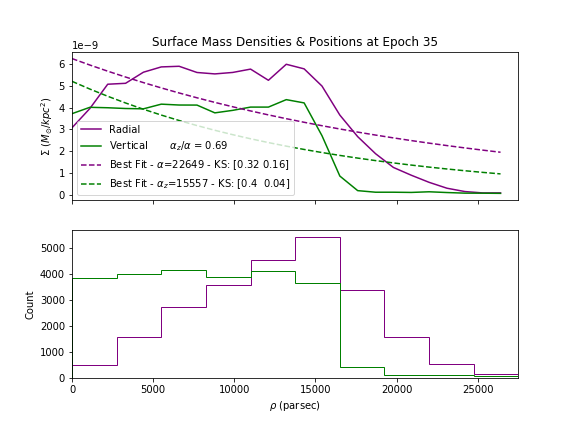 Surface Mass Densities & Positions at Epoch 35
1e−9
6
5
4
3
2
1
0
Σ (M⊙/kpc²)
Radial
Vertical αz/α = 0.69
Best Fit - α=22649 - KS: [0.32 0.16]
Best Fit - αz=15557 - KS: [0.4 0.04]
5000
4000
3000
2000
1000
0
Count
0 5000 10000 15000 20000 25000
ρ (parsec)